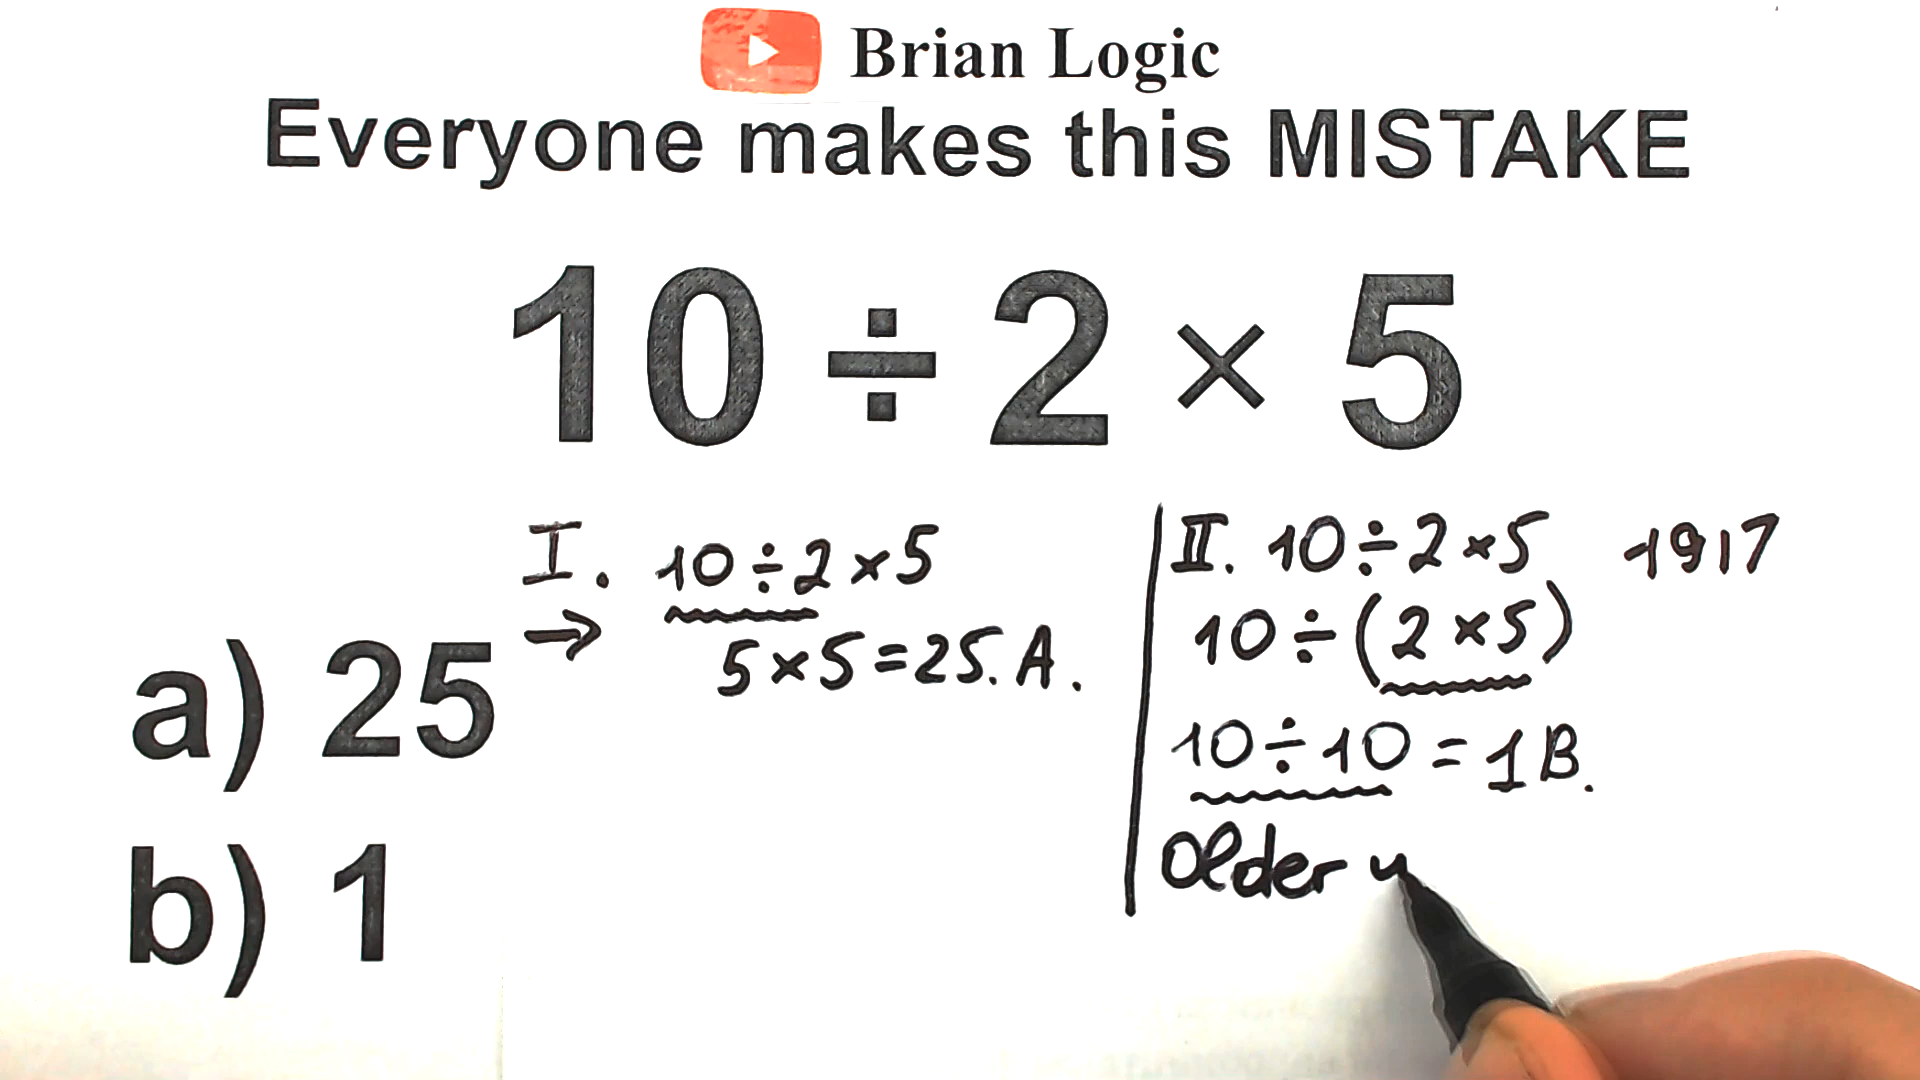 Brian Logic
Everyone makes this MISTAKE
10 ÷ 2 × 5
a) 25
b) 1
I. 10 ÷ 2 × 5
→ 5 × 5 = 25. A.
II. 10 ÷ 2 × 5 1917
10 ÷ (2 × 5)
10 ÷ 10 = 1 B.
Older